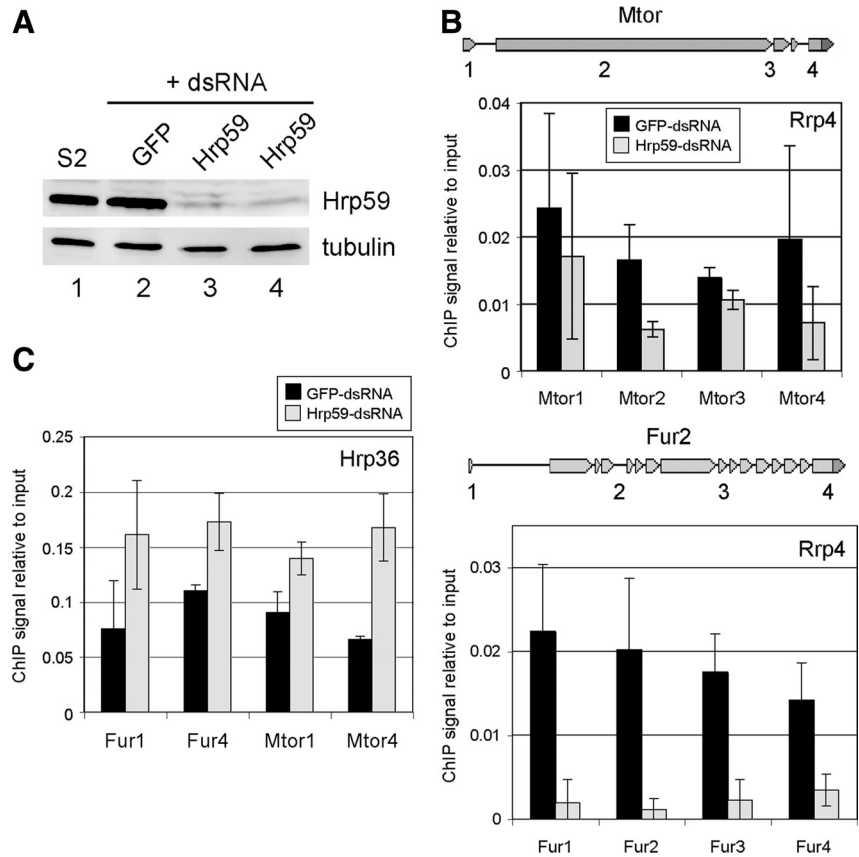 A
+ dsRNA
S2 GFP Hrp59 Hrp59
Hrp59
tubulin
1 2 3 4
B
Mtor
1 2 3 4
0.04
0.03
0.02
0.01
0
ChIP signal relative to input
Rrp4
GFP-dsRNA
Hrp59-dsRNA
Mtor1 Mtor2 Mtor3 Mtor4
Fur2
1 2 3 4
0.03
0.02
0.01
0
ChIP signal relative to input
Rrp4
Fur1 Fur2 Fur3 Fur4
C
GFP-dsRNA
Hrp59-dsRNA
0.25
0.2
0.15
0.1
0.05
0
ChIP signal relative to input
Hrp36
Fur1 Fur4 Mtor1 Mtor4